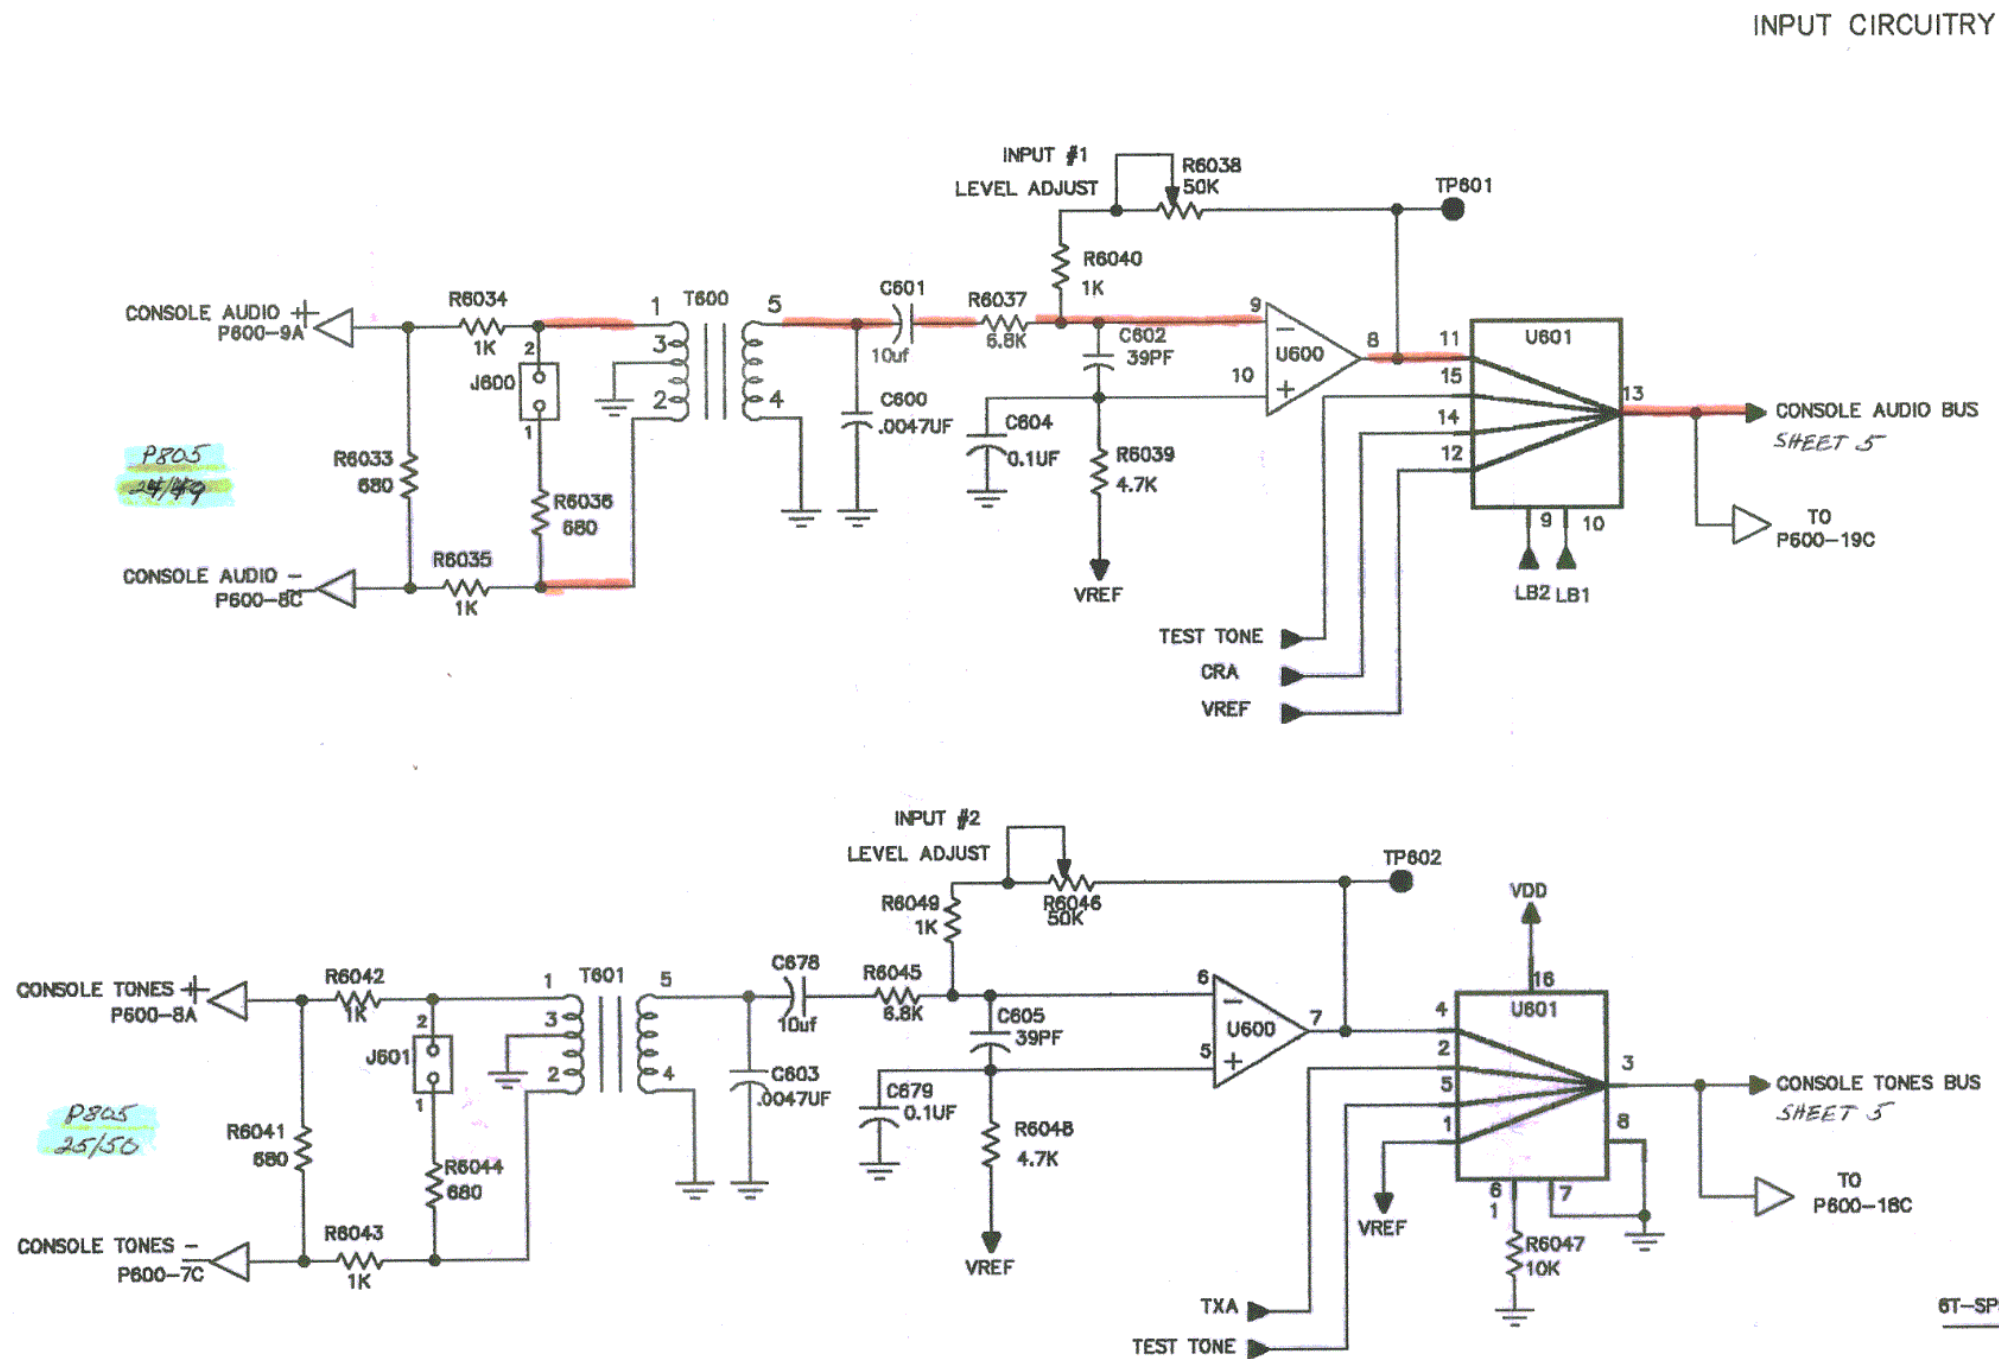 INPUT CIRCUITRY
INPUT #1
LEVEL ADJUST
R6038
50K
TP601
R6040
1K
CONSOLE AUDIO +
P600-9A
R6034
1K
2
J600
1
1
3
2
T600
5
4
C601
10uf
R6037
6.8K
C602
39PF
9
10
U600
8
11
15
14
12
U601
13
CONSOLE AUDIO BUS
SHEET 5
C600
.0047UF
C604
0.1UF
R6039
4.7K
VREF
P805
24/49
R6033
680
R6036
680
R6035
1K
CONSOLE AUDIO -
P600-8C
9
10
LB2
LB1
TO
P600-19C
TEST TONE
CRA
VREF
INPUT #2
LEVEL ADJUST
R6046
50K
TP602
R6049
1K
VDD
16
CONSOLE TONES +
P600-8A
R6042
1K
2
J601
1
1
3
2
T601
5
4
C678
10uf
R6045
6.8K
C605
39PF
6
5
U600
7
4
2
5
1
U601
3
8
CONSOLE TONES BUS
SHEET 5
C603
.0047UF
C679
0.1UF
R6048
4.7K
VREF
P805
25/50
R6041
680
R6044
680
R6043
1K
CONSOLE TONES -
P600-7C
6
1
7
VREF
R6047
10K
TO
P600-18C
TXA
TEST TONE
6T-SP